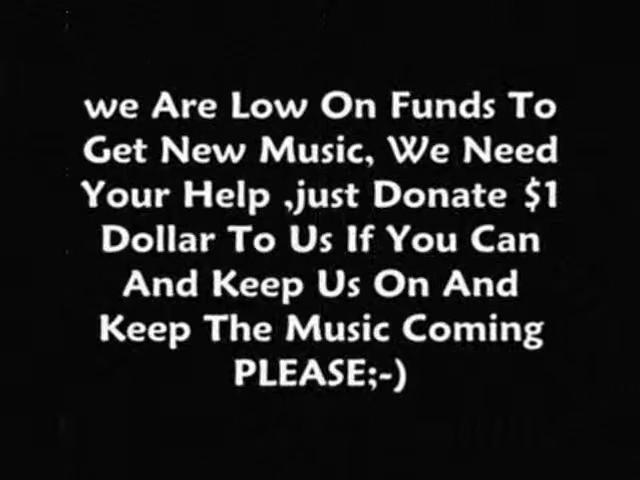 we Are Low On Funds To
Get New Music, We Need
Your Help ,just Donate $1
Dollar To Us If You Can
And Keep Us On And
Keep The Music Coming
PLEASE;-)